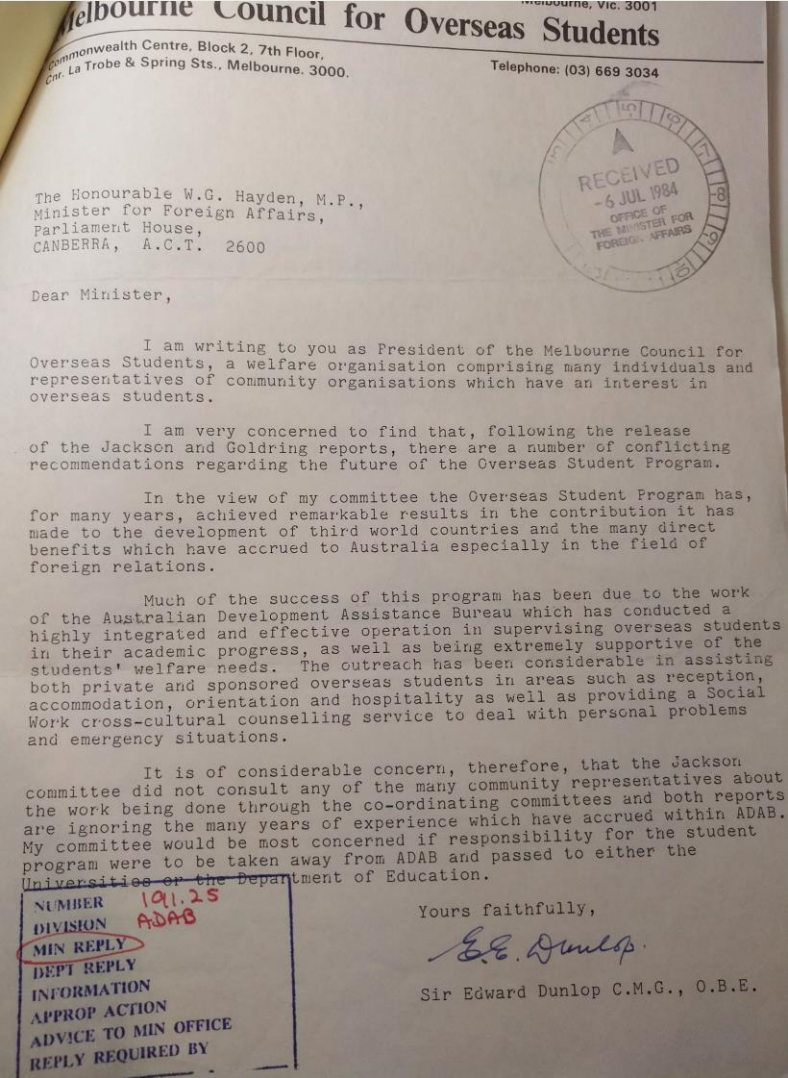 Melbourne, Vic. 3001
Melbourne Council for Overseas Students
Commonwealth Centre, Block 2, 7th Floor,
Cnr. La Trobe & Spring Sts., Melbourne. 3000.
Telephone: (03) 669 3034
RECEIVED
-6 JUL 1984
OFFICE OF
THE MINISTER FOR
FOREIGN AFFAIRS
The Honourable W.G. Hayden, M.P.,
Minister for Foreign Affairs,
Parliament House,
CANBERRA, A.C.T. 2600
Dear Minister,
I am writing to you as President of the Melbourne Council for
Overseas Students, a welfare organisation comprising many individuals and
representatives of community organisations which have an interest in
overseas students.
I am very concerned to find that, following the release
of the Jackson and Goldring reports, there are a number of conflicting
recommendations regarding the future of the Overseas Student Program.
In the view of my committee the Overseas Student Program has,
for many years, achieved remarkable results in the contribution it has
made to the development of third world countries and the many direct
benefits which have accrued to Australia especially in the field of
foreign relations.
Much of the success of this program has been due to the work
of the Australian Development Assistance Bureau which has conducted a
highly integrated and effective operation in supervising overseas students
in their academic progress, as well as being extremely supportive of the
students' welfare needs. The outreach has been considerable in assisting
both private and sponsored overseas students in areas such as reception,
accommodation, orientation and hospitality as well as providing a Social
Work cross-cultural counselling service to deal with personal problems
and emergency situations.
It is of considerable concern, therefore, that the Jackson
committee did not consult any of the many community representatives about
the work being done through the co-ordinating committees and both reports
are ignoring the many years of experience which have accrued within ADAB.
My committee would be most concerned if responsibility for the student
program were to be taken away from ADAB and passed to either the
Universities or the Department of Education.
Yours faithfully,
E.E. Dunlop.
Sir Edward Dunlop C.M.G., O.B.E.
NUMBER 191.25
DIVISION ADAB
MIN REPLY
DEPT REPLY
INFORMATION
APPROP ACTION
ADVICE TO MIN OFFICE
REPLY REQUIRED BY